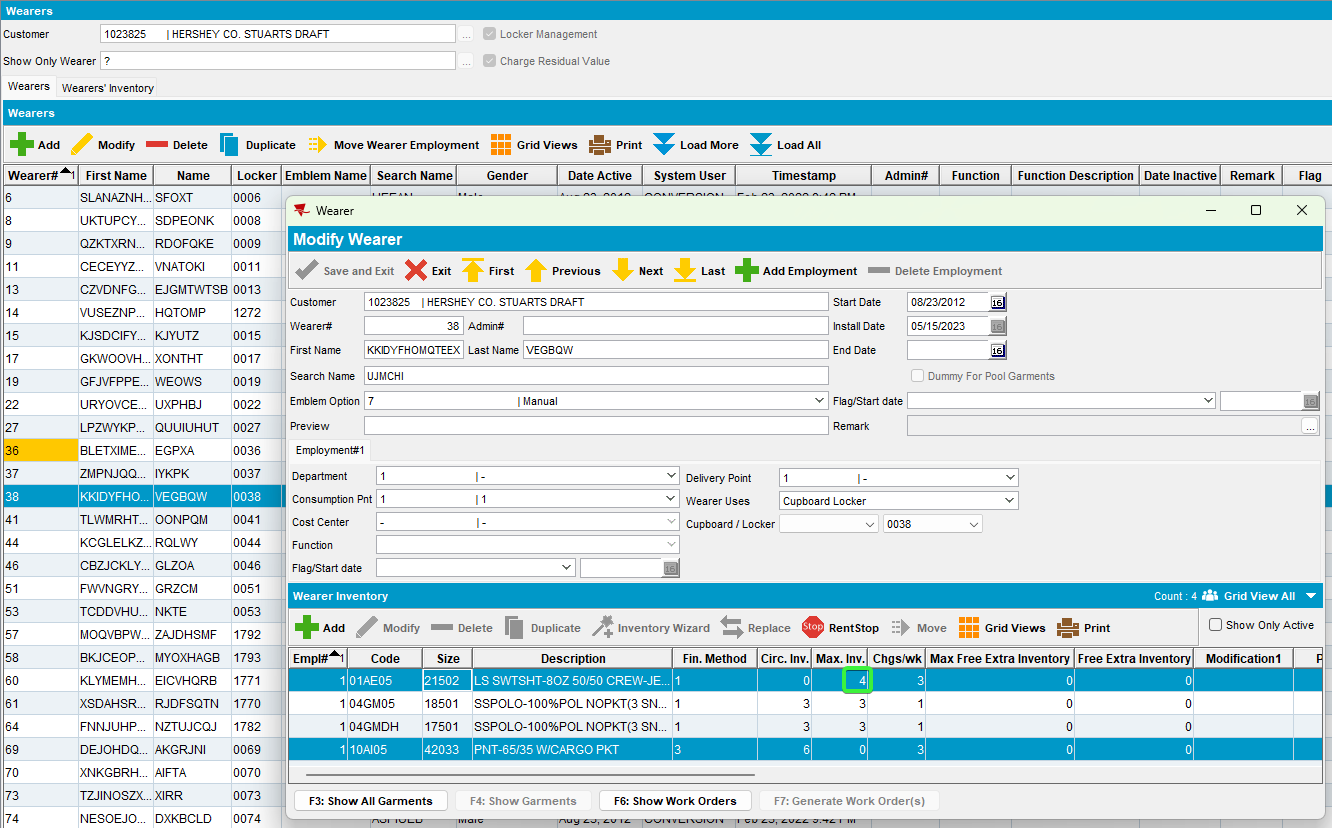 Wearers
Customer 1023825 | HERSHEY CO. STUARTS DRAFT ... Locker Management
Show Only Wearer ? ... Charge Residual Value
Wearers Wearers' Inventory
Wearers
Add Modify Delete Duplicate Move Wearer Employment Grid Views Print Load More Load All
Wearer# 1 First Name Name Locker Emblem Name Search Name Gender Date Active System User Timestamp Admin# Function Function Description Date Inactive Remark Flag
6 SLANAZNH... SFOXT 0006
8 UKTUPCY... SDPEONK 0008
9 QZKTXRN... RDOFQKE 0009
11 CECEYYZ... VNATOKI 0011
13 CZVDNFG... EJGMTWTSB 0013
14 VUSEZNP... HQTOMP 1272
15 KJSDCIFY... KJYUTZ 0015
17 GKWOOVH... XONTHT 0017
19 GFJVFPPE... WEOWS 0019
22 URYOVCE... UXPHBJ 0022
27 LPZWYKP... QUUIUHUT 0027
36 BLETXIME... EGPXA 0036
37 ZMPNJQQ... IYKPK 0037
38 KKIDYFHO... VEGBQW 0038
41 TLWMRHT... OONPQM 0041
44 KCGLELKZ... RQLWY 0044
46 CBZJCKLY... GLZOA 0046
51 FWVNGRY... GRZCM 0051
53 TCDDVHU... NKTE 0053
57 MOQVBPW... ZAJDHSMF 1792
58 BKJCEOP... MYOXHAGB 1793
60 KLYMEMH... EICVHQRB 1771
61 XSDAHSR... RJDFSQTN 1770
64 FNNJUHP... NZTUJCQJ 1782
69 DEJOHDQ... AKGRJNI 0069
70 XNKGBRH... AIFTA 0070
73 TZJINOSZX... XIRR 0073
74 NESOEJO... DXKBCLD 0074
Wearer
Modify Wearer
Save and Exit Exit First Previous Next Last Add Employment Delete Employment
Customer 1023825 | HERSHEY CO. STUARTS DRAFT Start Date 08/23/2012 16
Wearer# 38 Admin# Install Date 05/15/2023 16
First Name KKIDYFHOMQTEEX Last Name VEGBQW End Date 16
Search Name UJMCHI Dummy For Pool Garments
Emblem Option 7 | Manual Flag/Start date 16
Preview Remark ...
Employment#1
Department 1 | - Delivery Point 1 | -
Consumption Pnt 1 | 1 Wearer Uses Cupboard Locker
Cost Center - | - Cupboard / Locker 0038
Function
Flag/Start date 16
Wearer Inventory Count : 4 Grid View All
Add Modify Delete Duplicate Inventory Wizard Replace Stop RentStop Move Grid Views Print Show Only Active
Empl# 1 Code Size Description Fin. Method Circ. Inv. Max. Inv. Chgs/wk Max Free Extra Inventory Free Extra Inventory Modification1 P
1 01AE05 21502 LS SWTSHT-8OZ 50/50 CREW-JE... 1 0 4 3 0 0
1 04GM05 18501 SSPOLO-100%POL NOPKT(3 SN... 1 3 3 1 0 0
1 04GMDH 17501 SSPOLO-100%POL NOPKT(3 SN... 1 3 3 1 0 0
1 10AI05 42033 PNT-65/35 W/CARGO PKT 3 6 0 3 0 0
F3: Show All Garments F4: Show Garments F6: Show Work Orders F7: Generate Work Order(s)